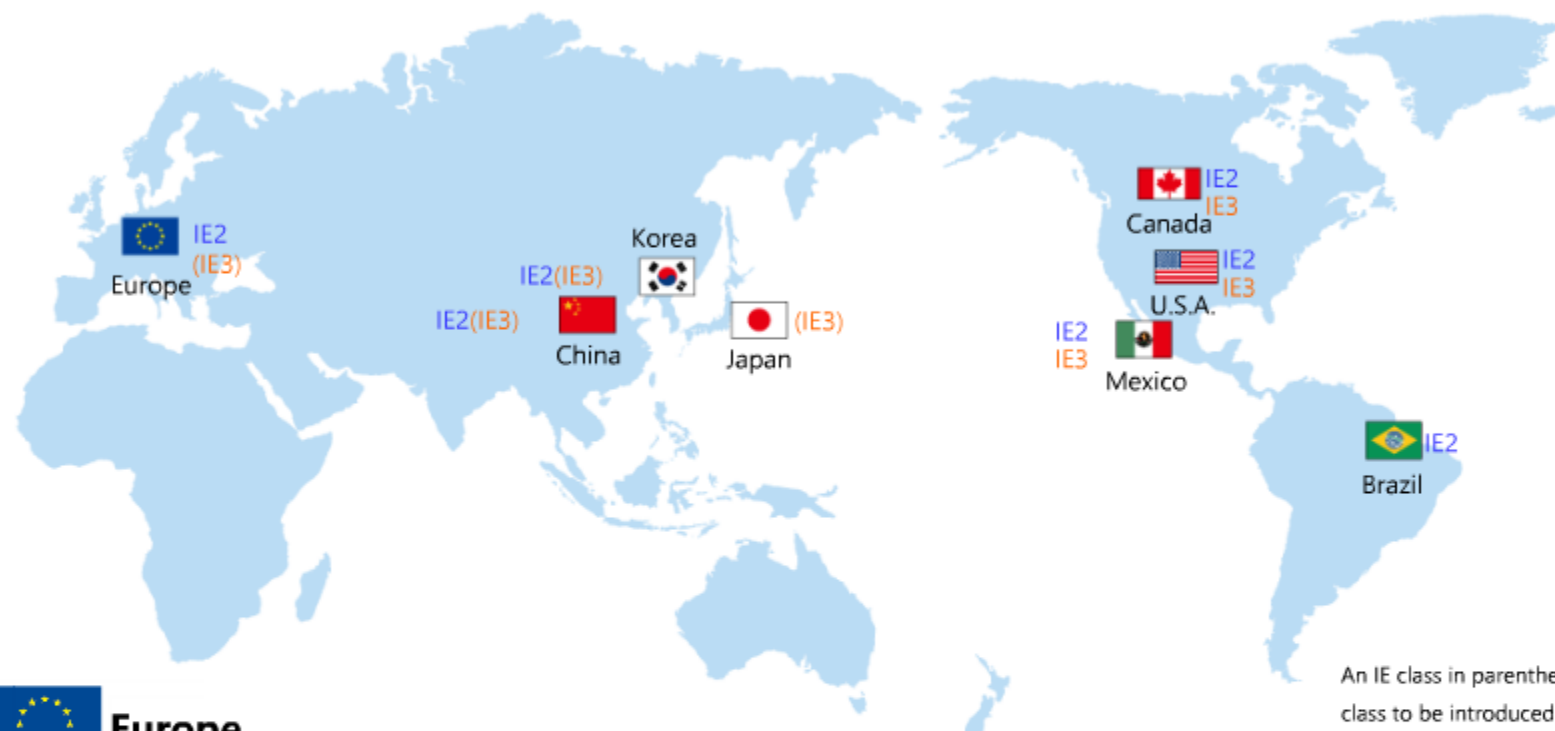 Canada
IE2
IE3
Europe
IE2
(IE3)
Korea
IE2(IE3)
China
IE2(IE3)
Japan
(IE3)
U.S.A.
IE2
IE3
Mexico
IE2
IE3
Brazil
IE2
An IE class in parenthe
class to be introduced
Europe